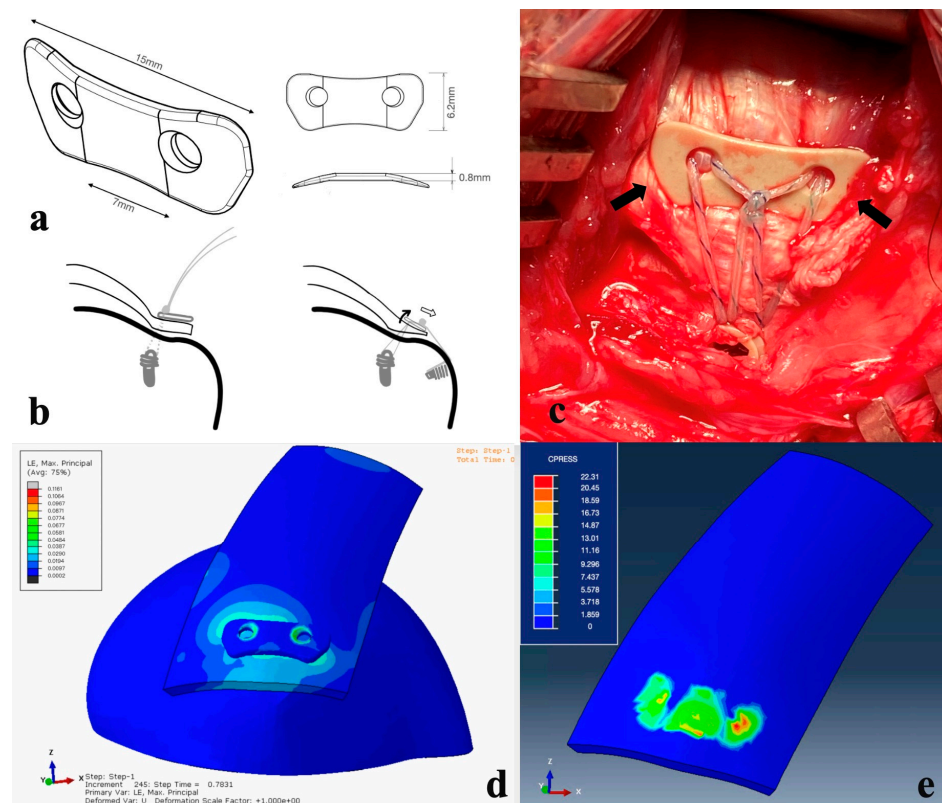 15mm
7mm
6.2mm
0.8mm
a
b
c
LE, Max. Principal
(Avg: 75%)
0.1161
0.1064
0.0967
0.0871
0.0774
0.0677
0.0581
0.0484
0.0387
0.0290
0.0194
0.0097
0.0002
Step: Step-1
Total Time: 0
Z
Y
X
Step: Step-1
Increment 245: Step Time = 0.7831
Primary Var: LE, Max. Principal
Deformed Var: U Deformation Scale Factor: +1.000e+00
d
CPRESS
22.31
20.45
18.59
16.73
14.87
13.01
11.16
9.296
7.437
5.578
3.718
1.859
0
Z
Y
X
e